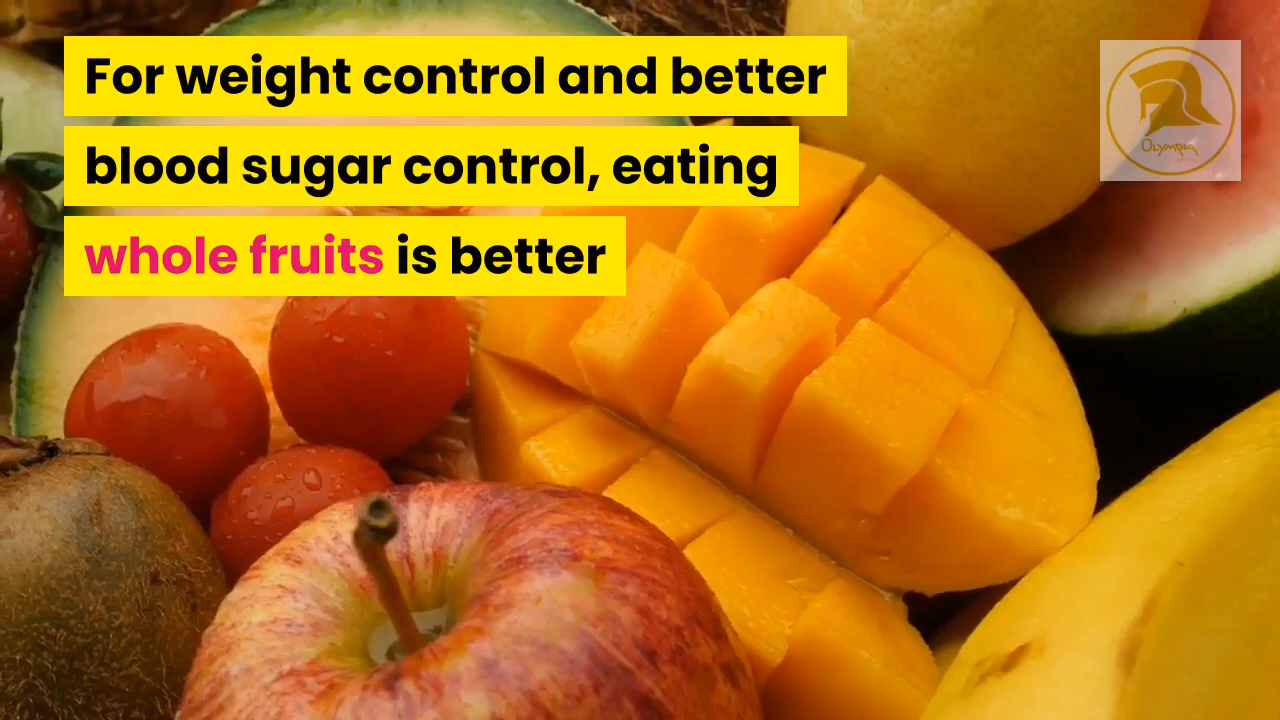 For weight control and better
blood sugar control, eating
whole fruits is better
OLYMPIA